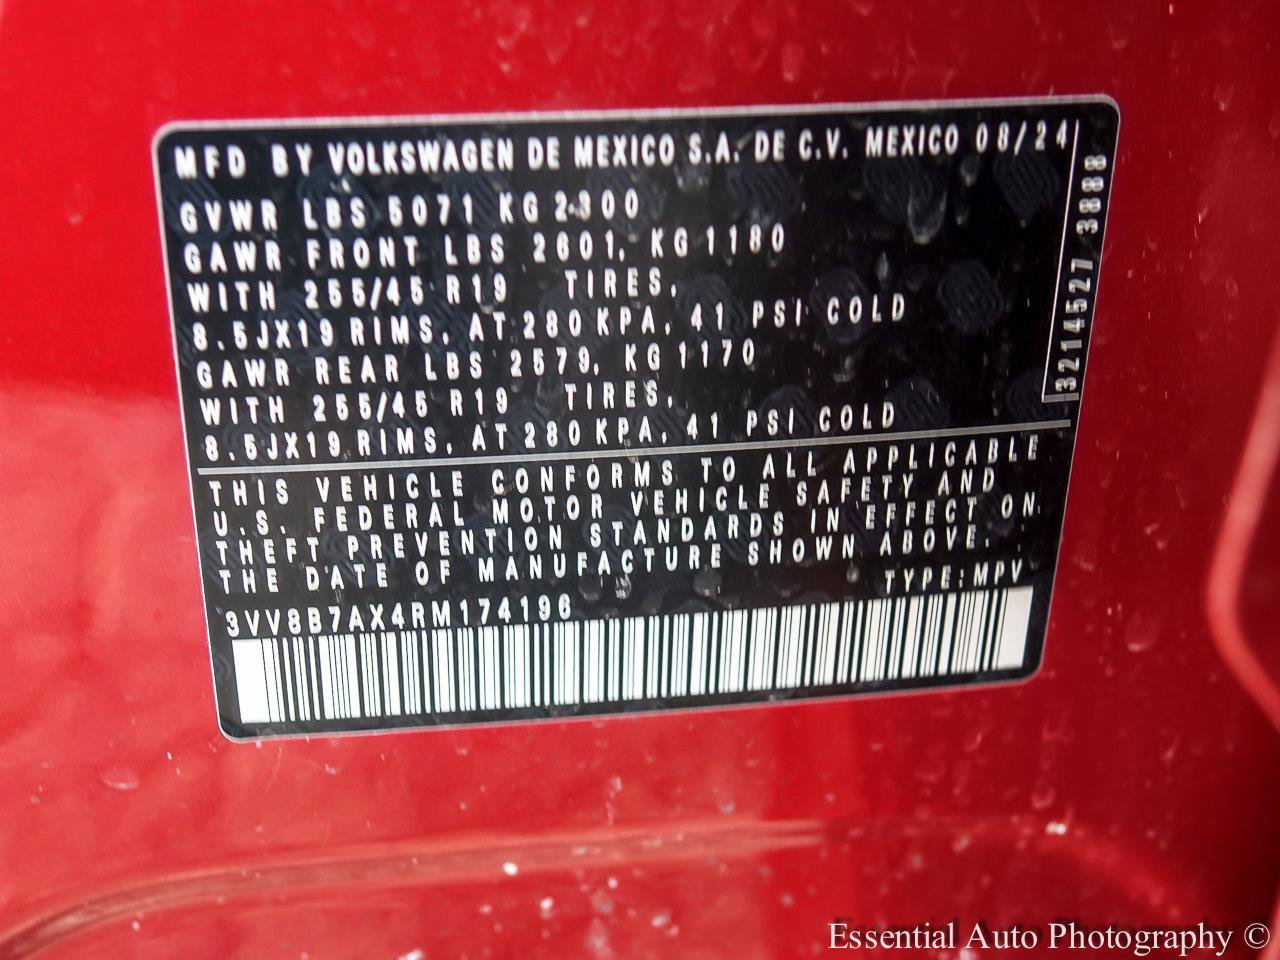 MFD BY VOLKSWAGEN DE MEXICO S.A. DE C.V. MEXICO 08/24
GVWR LBS 5071 KG 2300
GAWR FRONT LBS 2601, KG 1180
WITH 255/45 R19 TIRES,
8.5JX19 RIMS, AT 280 KPA, 41 PSI COLD
GAWR REAR LBS 2579, KG 1170
WITH 255/45 R19 TIRES,
8.5JX19 RIMS, AT 280 KPA, 41 PSI COLD
3214527 3888
THIS VEHICLE CONFORMS TO ALL APPLICABLE
U.S. FEDERAL MOTOR VEHICLE SAFETY AND
THEFT PREVENTION STANDARDS IN EFFECT ON
THE DATE OF MANUFACTURE SHOWN ABOVE.
TYPE: MPV
3VV8B7AX4RM174196
Essential Auto Photography ©